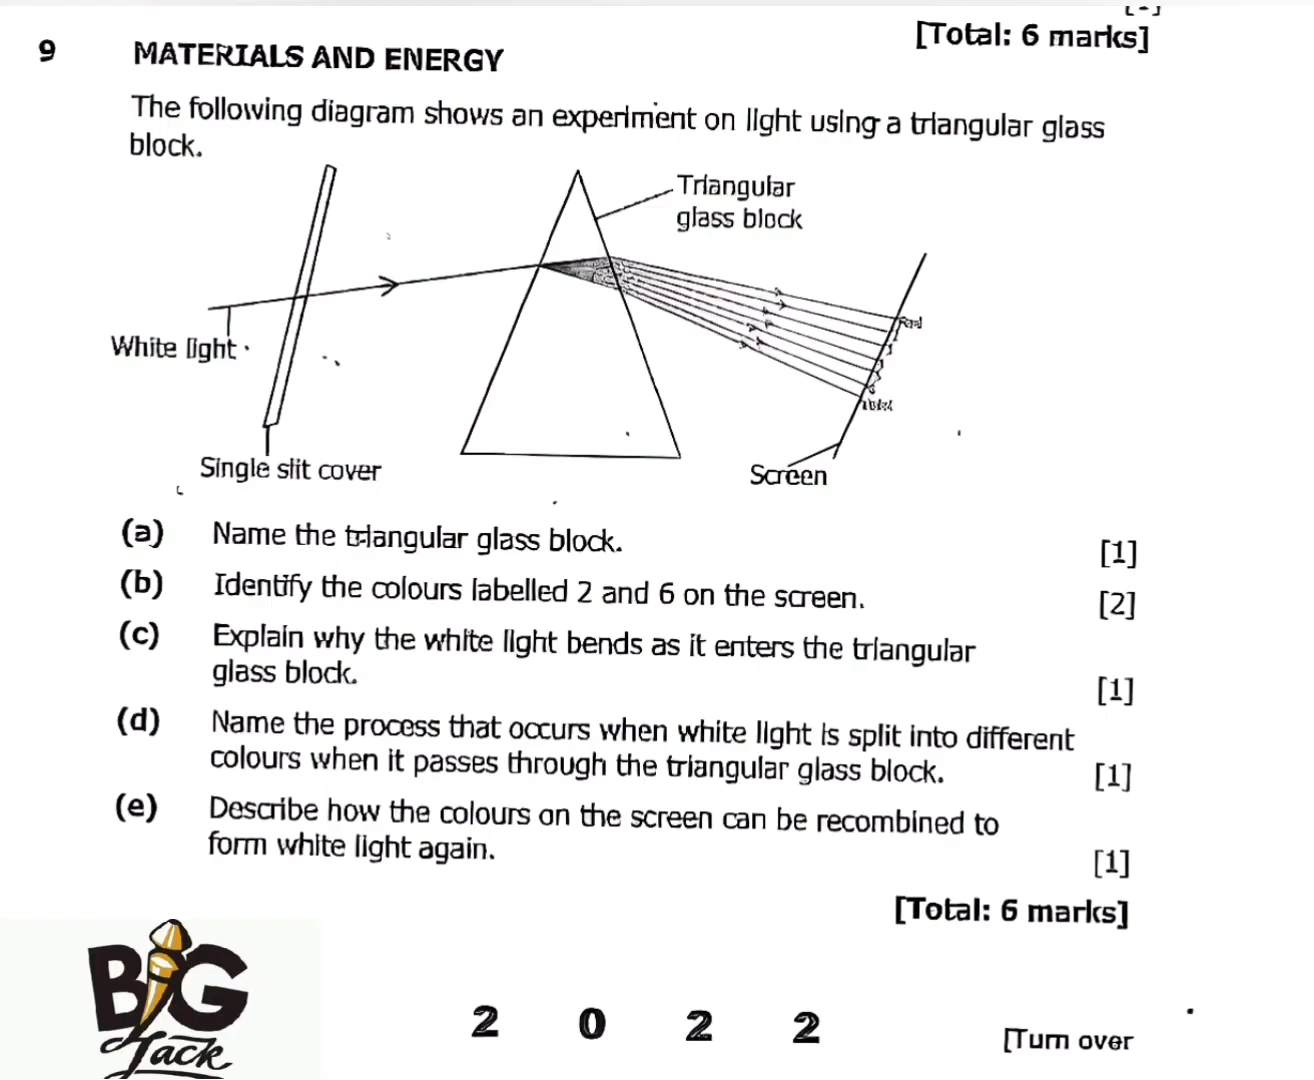 [Total: 6 marks]
9 MATERIALS AND ENERGY
The following diagram shows an experiment on light using a triangular glass
block.
Triangular
glass block
Red
White light
Violet
Single slit cover
Screen
(a) Name the triangular glass block. [1]
(b) Identify the colours labelled 2 and 6 on the screen. [2]
(c) Explain why the white light bends as it enters the triangular
glass block. [1]
(d) Name the process that occurs when white light is split into different
colours when it passes through the triangular glass block. [1]
(e) Describe how the colours on the screen can be recombined to
form white light again. [1]
[Total: 6 marks]
BiG
Jack
2 0 2 2
[Turn over